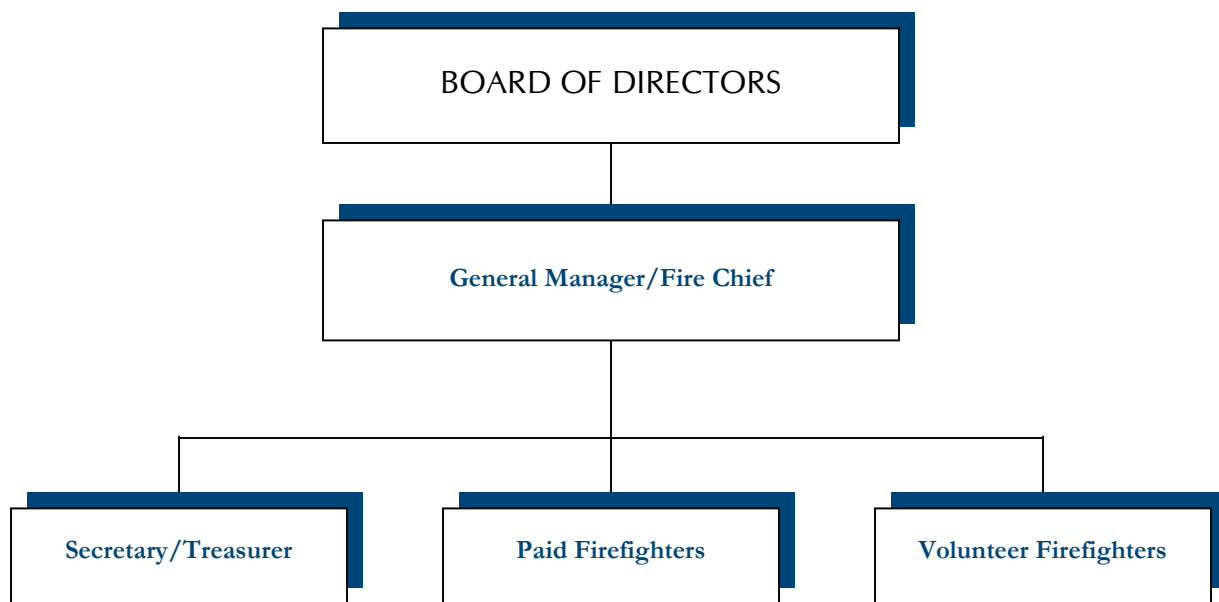 BOARD OF DIRECTORS
General Manager/Fire Chief
Secretary/Treasurer
Paid Firefighters
Volunteer Firefighters